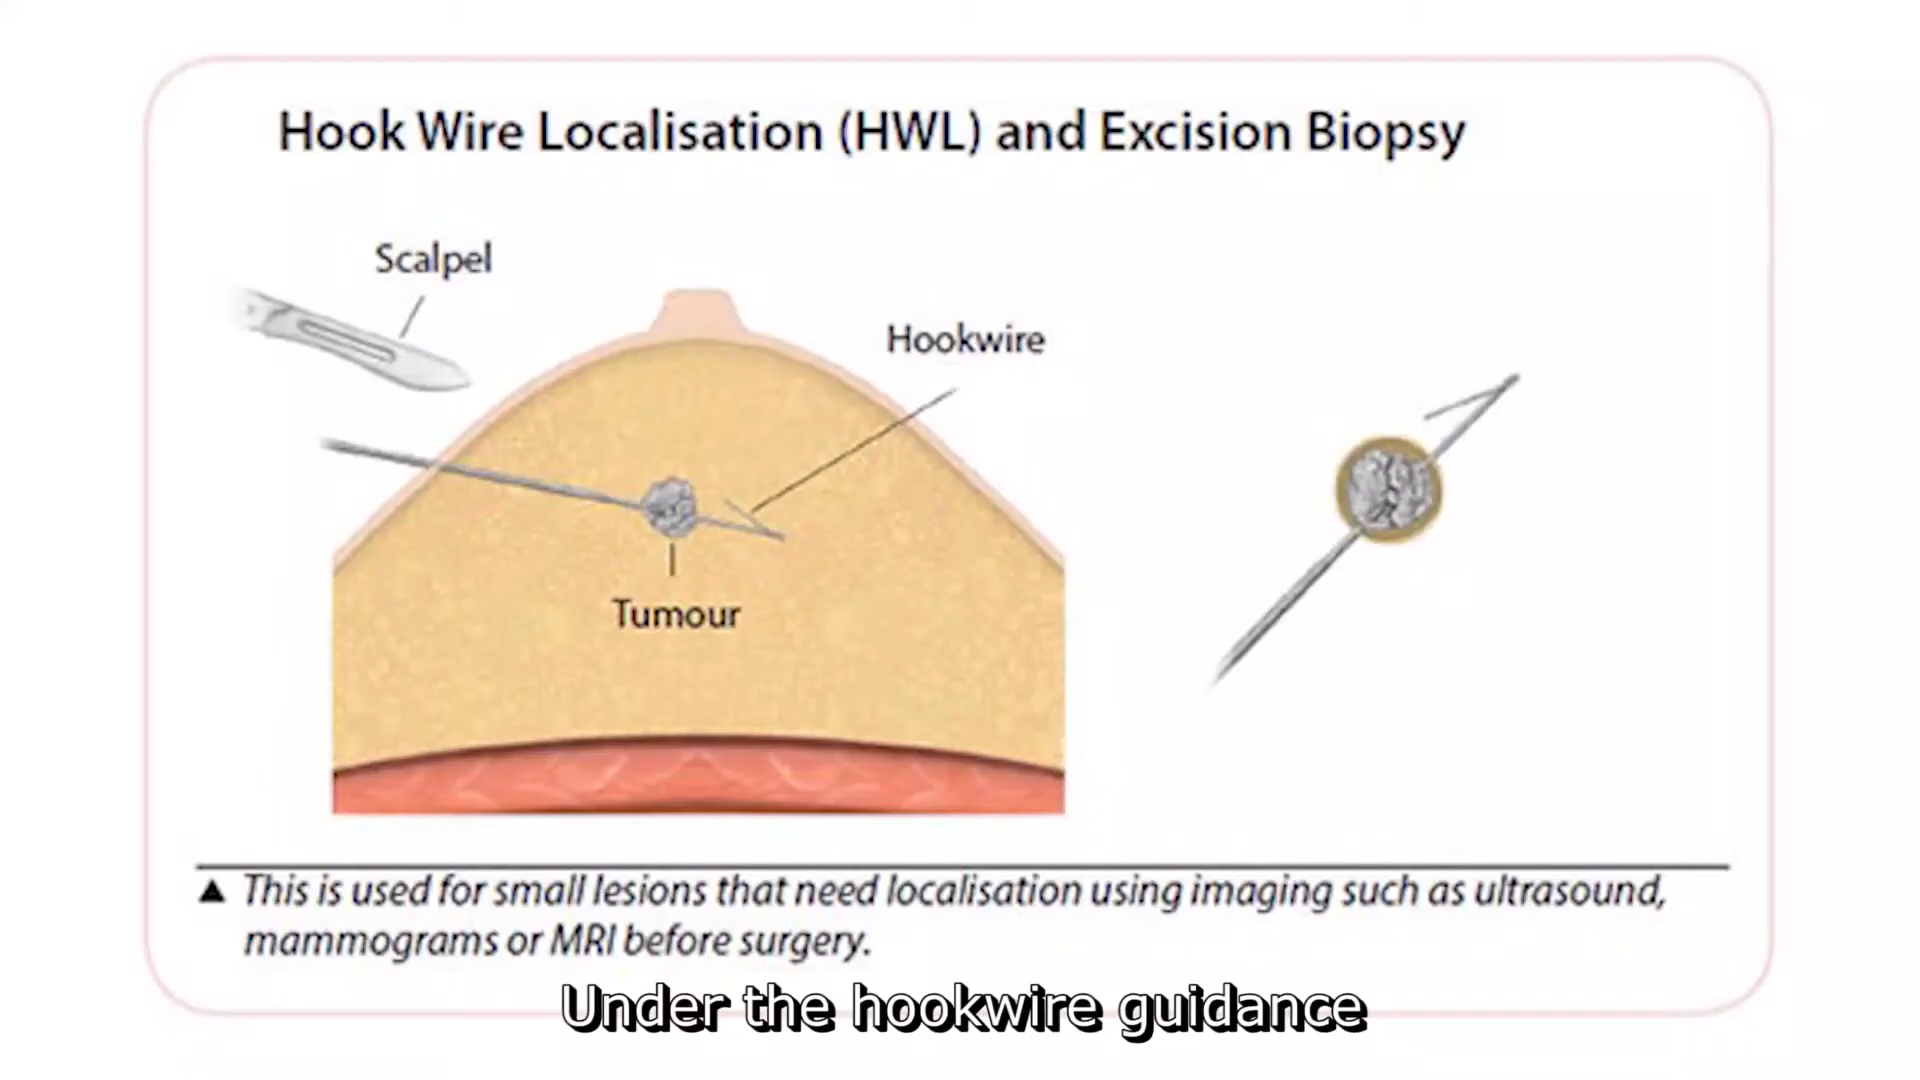 Hook Wire Localisation (HWL) and Excision Biopsy
Scalpel
Hookwire
Tumour
▲ This is used for small lesions that need localisation using imaging such as ultrasound,
mammograms or MRI before surgery.
Under the hookwire guidance